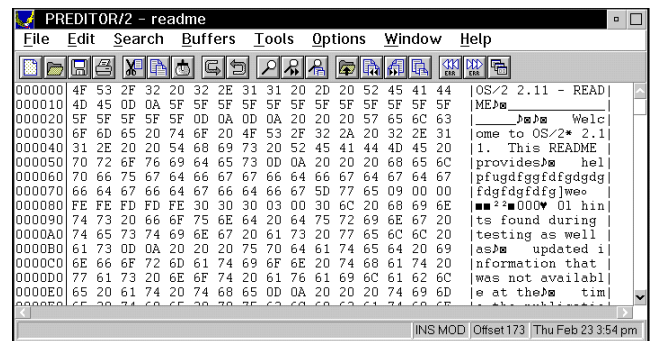 PREDITOR/2 - readme
File Edit Search Buffers Tools Options Window Help
ERR ERR
000000| 4F 53 2F 32 20 32 2E 31 31 20 2D 20 52 45 41 44 |OS/2 2.11 - READ
000010| 4D 45 0D 0A 5F 5F 5F 5F 5F 5F 5F 5F 5F 5F 5F 5F |ME♪◙____________
000020| 5F 5F 5F 5F 5F 0D 0A 0D 0A 20 20 20 57 65 6C 63 |_____♪◙♪◙   Welc
000030| 6F 6D 65 20 74 6F 20 4F 53 2F 32 2A 20 32 2E 31 |ome to OS/2* 2.1
000040| 31 2E 20 20 54 68 69 73 20 52 45 41 44 4D 45 20 |1.  This README
000050| 70 72 6F 76 69 64 65 73 0D 0A 20 20 20 68 65 6C |provides♪◙   hel
000060| 70 66 75 67 64 66 67 67 66 64 66 67 64 67 64 67 |pfugdfggfdfgdgdg
000070| 66 64 67 66 64 67 66 64 66 67 5D 77 65 09 00 00 |fdgfdgfdfg]we○
000080| FE FE FD FD FE 30 30 30 03 00 30 6C 20 68 69 6E |■■²²■000♥ 0l hin
000090| 74 73 20 66 6F 75 6E 64 20 64 75 72 69 6E 67 20 |ts found during
0000A0| 74 65 73 74 69 6E 67 20 61 73 20 77 65 6C 6C 20 |testing as well
0000B0| 61 73 0D 0A 20 20 20 75 70 64 61 74 65 64 20 69 |as♪◙   updated i
0000C0| 6E 66 6F 72 6D 61 74 69 6F 6E 20 74 68 61 74 20 |nformation that
0000D0| 77 61 73 20 6E 6F 74 20 61 76 61 69 6C 61 62 6C |was not availabl
0000E0| 65 20 61 74 20 74 68 65 0D 0A 20 20 20 74 69 6D |e at the♪◙   tim
INS MOD Offset 173 Thu Feb 23 3:54 pm